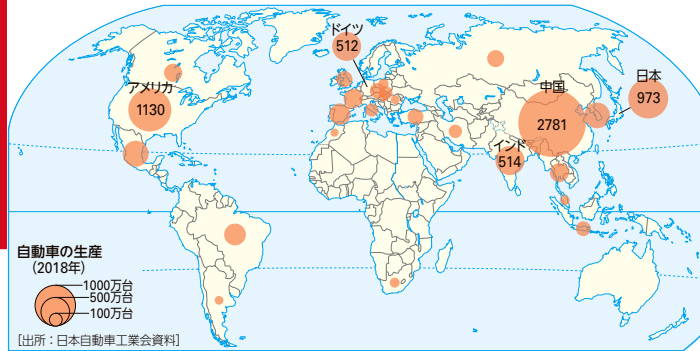 ドイツ
512
アメリカ
1130
中国
2781
日本
973
インド
514
自動車の生産
(2018年)
1000万台
500万台
100万台
[出所:日本自動車工業会資料]